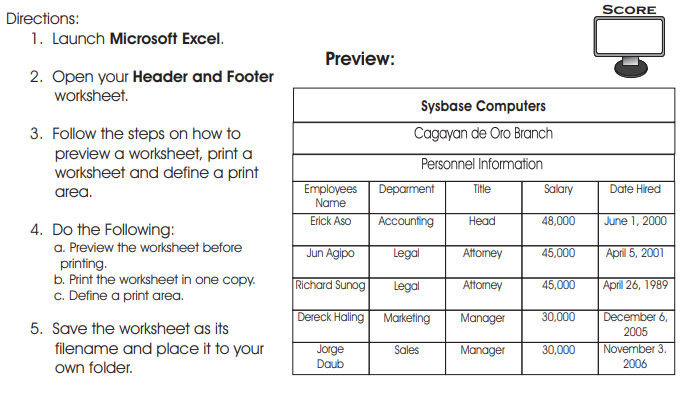 Directions:
1. Launch Microsoft Excel.
2. Open your Header and Footer
worksheet.
3. Follow the steps on how to
preview a worksheet, print a
worksheet and define a print
area.
4. Do the Following:
a. Preview the worksheet before
printing.
b. Print the worksheet in one copy.
c. Define a print area.
5. Save the worksheet as its
filename and place it to your
own folder.
SCORE
Preview:
Sysbase Computers
Cagayan de Oro Branch
Personnel Information
Employees Deparment Title Salary Date Hired
Name
Erick Aso Accounting Head 48,000 June 1, 2000
Jun Agipo Legal Attorney 45,000 April 5, 2001
Richard Sunog Legal Attorney 45,000 April 26, 1989
Dereck Haling Marketing Manager 30,000 December 6,
2005
Jorge Sales Manager 30,000 November 3.
Daub 2006